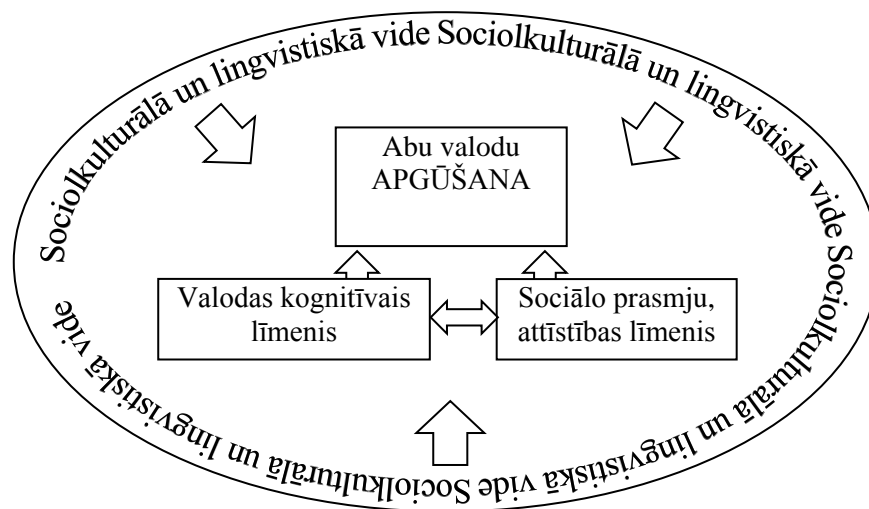 Sociolkulturālā un lingvistiskā vide Sociolkulturālā un lingvistiskā vide Sociolkulturālā un lingvistiskā vide Sociolkulturālā un lingvistiskā vide
Abu valodu
APGŪŠANA
Valodas kognitīvais
līmenis
Sociālo prasmju,
attīstības līmenis